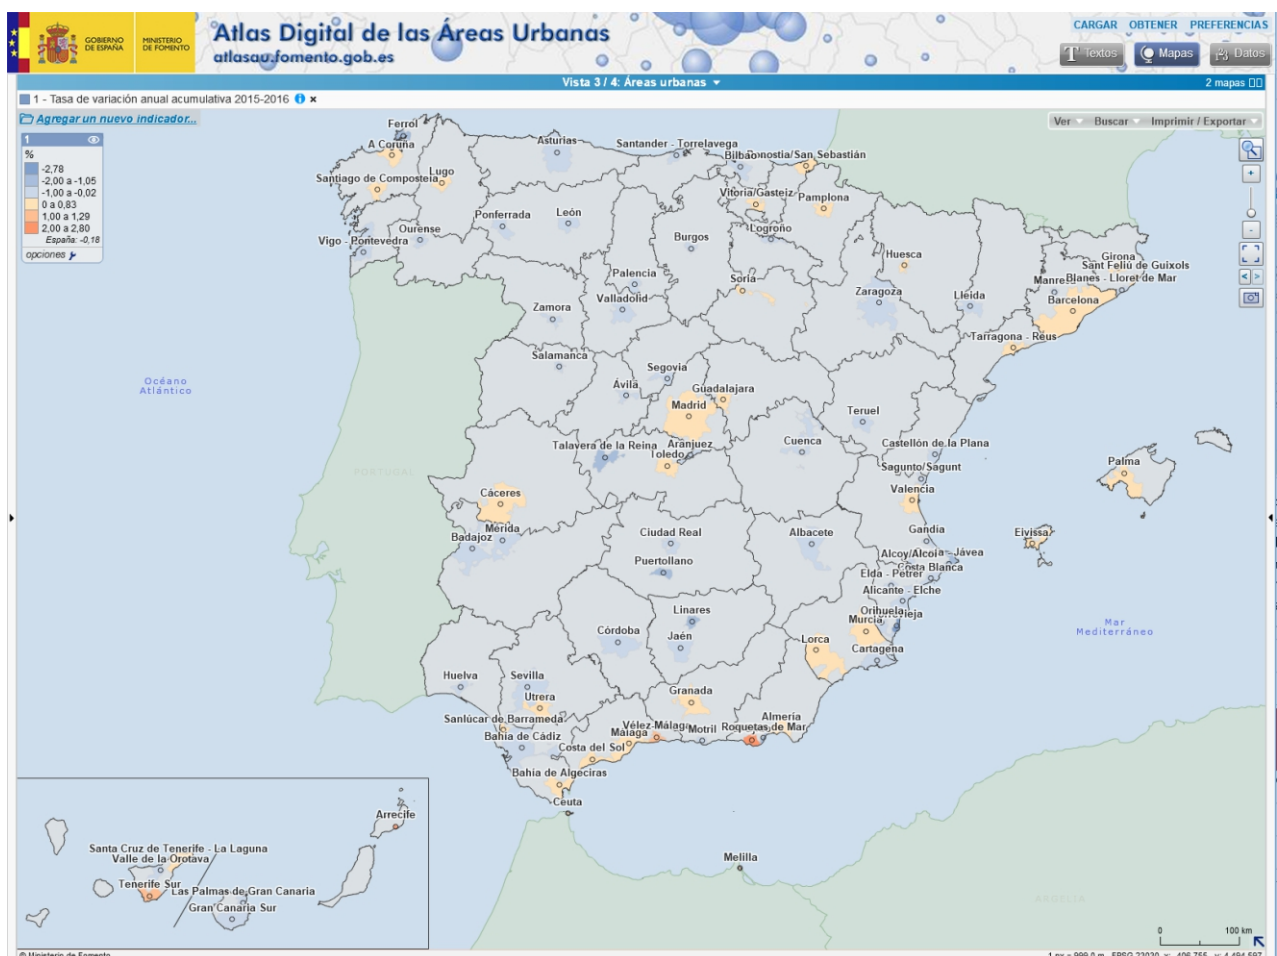 GOBIERNO
DE ESPAÑA
MINISTERIO
DE FOMENTO
Atlas Digital de las Áreas Urbanas
atlasau.fomento.gob.es
CARGAR OBTENER PREFERENCIAS
Textos Mapas Datos
Vista 3 / 4: Áreas urbanas
2 mapas
1 - Tasa de variación anual acumulativa 2015-2016
Agregar un nuevo indicador...
Ver Buscar Imprimir / Exportar
1
%
-2,78
-2,00 a -1,05
-1,00 a -0,02
0 a 0,83
1,00 a 1,29
2,00 a 2,80
España: -0,18
opciones
Ferrol
A Coruña
Asturias
Santander - Torrelavega
Bilbao
Donostia/San Sebastián
Santiago de Compostela
Lugo
Vitoria/Gasteiz
Pamplona
Ponferrada
León
Ourense
Vigo - Pontevedra
Burgos
Logroño
Huesca
Girona
Sant Feliú de Guixols
Blanes - Lloret de Mar
Palencia
Soria
Valladolid
Zaragoza
Lleida
Barcelona
Zamora
Tarragona - Reus
Salamanca
Segovia
Ávila
Guadalajara
Océano
Atlántico
Madrid
Teruel
Talavera de la Reina
Aranjuez
Toledo
Cuenca
Castellón de la Plana
PORTUGAL
Sagunto/Sagunt
Palma
Cáceres
Valencia
Mérida
Badajoz
Ciudad Real
Albacete
Gandía
Eivissa
Puertollano
Alcoy/Alcoia
Jávea
Costa Blanca
Elda - Petrer
Alicante - Elche
Linares
Orihuela
Murcia
Mar
Mediterráneo
Córdoba
Jaén
Lorca
Cartagena
Huelva
Sevilla
Utrera
Granada
Sanlúcar de Barrameda
Vélez-Málaga
Motril
Almería
Roquetas de Mar
Bahía de Cádiz
Málaga
Costa del Sol
Bahía de Algeciras
Ceuta
Arrecife
Santa Cruz de Tenerife - La Laguna
Valle de la Orotava
Melilla
Tenerife Sur
Las Palmas de Gran Canaria
Gran Canaria Sur
ARGELIA
0 100 km
© Ministerio de Fomento